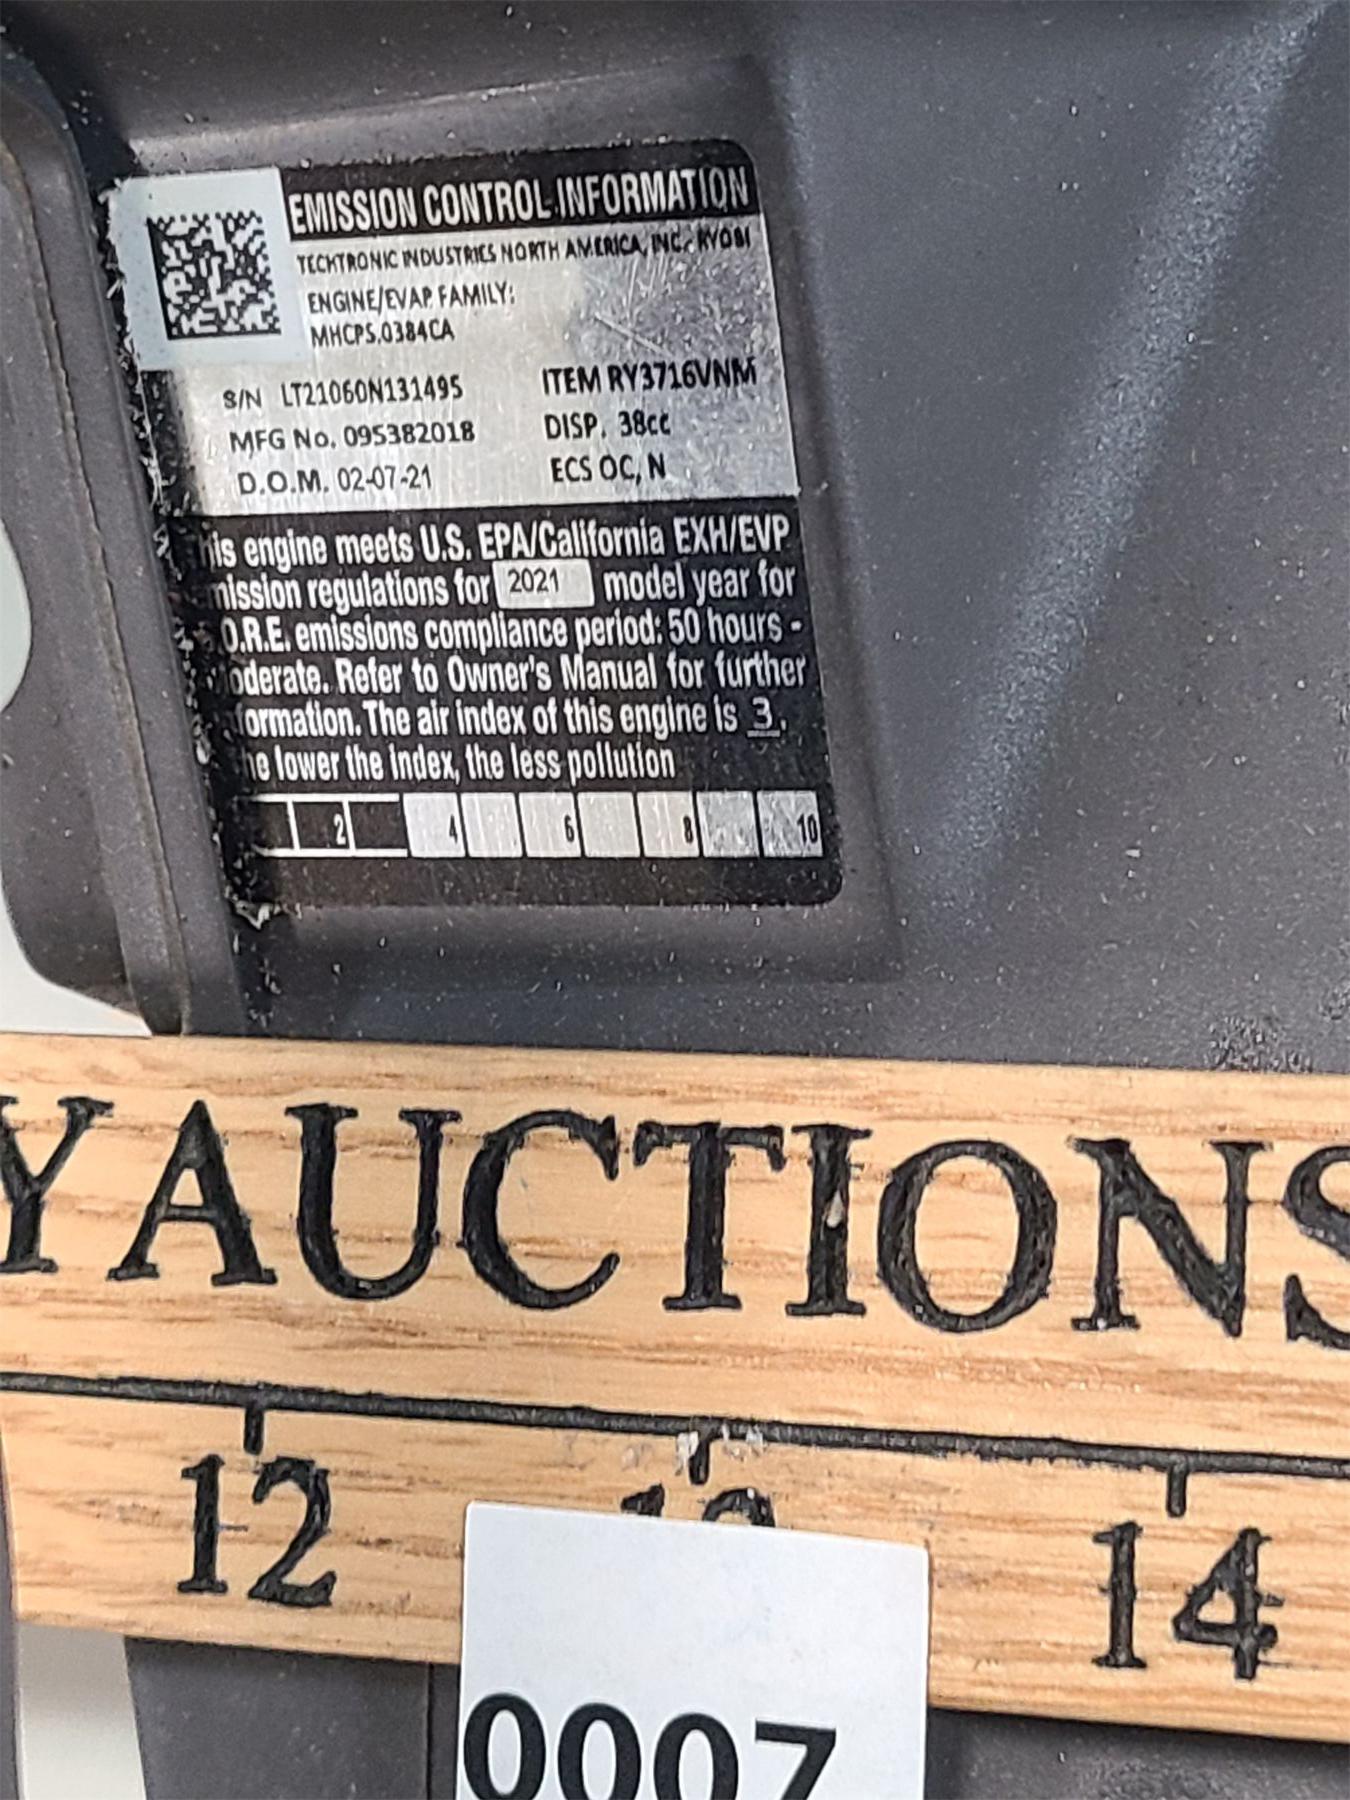 EMISSION CONTROL INFORMATION
TECHTRONIC INDUSTRIES NORTH AMERICA, INC., RYOBI
ENGINE/EVAP FAMILY:
MHCPS.0384CA
S/N LT21060N131495 ITEM RY3716VNM
MFG No. 095382018 DISP. 38cc
D.O.M. 02-07-21 ECS OC, N
his engine meets U.S. EPA/California EXH/EVP
mission regulations for 2021 model year for
O.R.E. emissions compliance period: 50 hours -
oderate. Refer to Owner's Manual for further
formation. The air index of this engine is 3.
he lower the index, the less pollution
2 4 6 8 10
Y AUCTIONS
12 14
0007